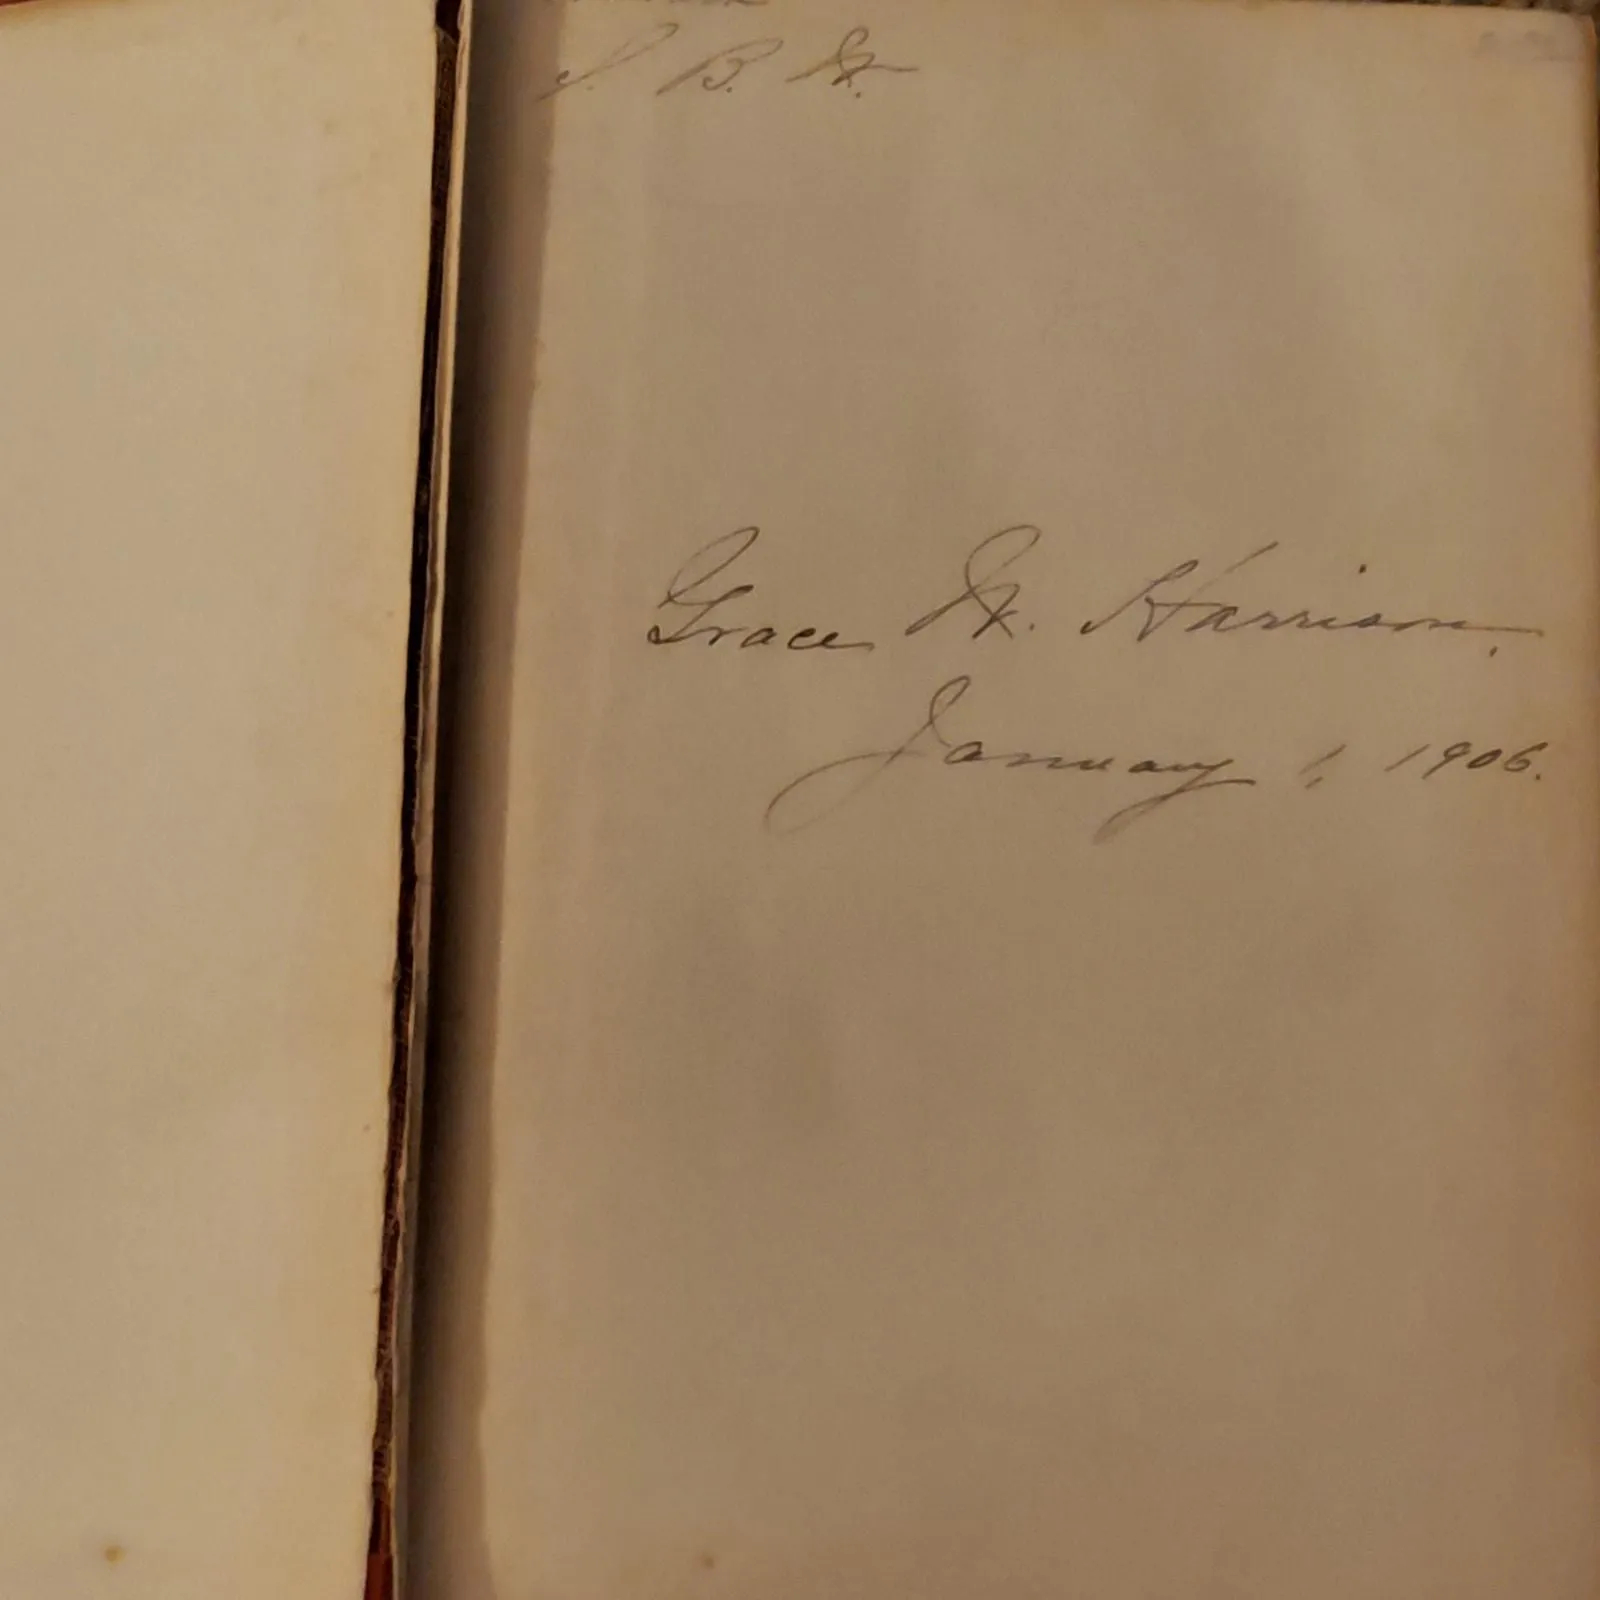 S. B. H.
Grace H. Harrison.
January 1, 1906.